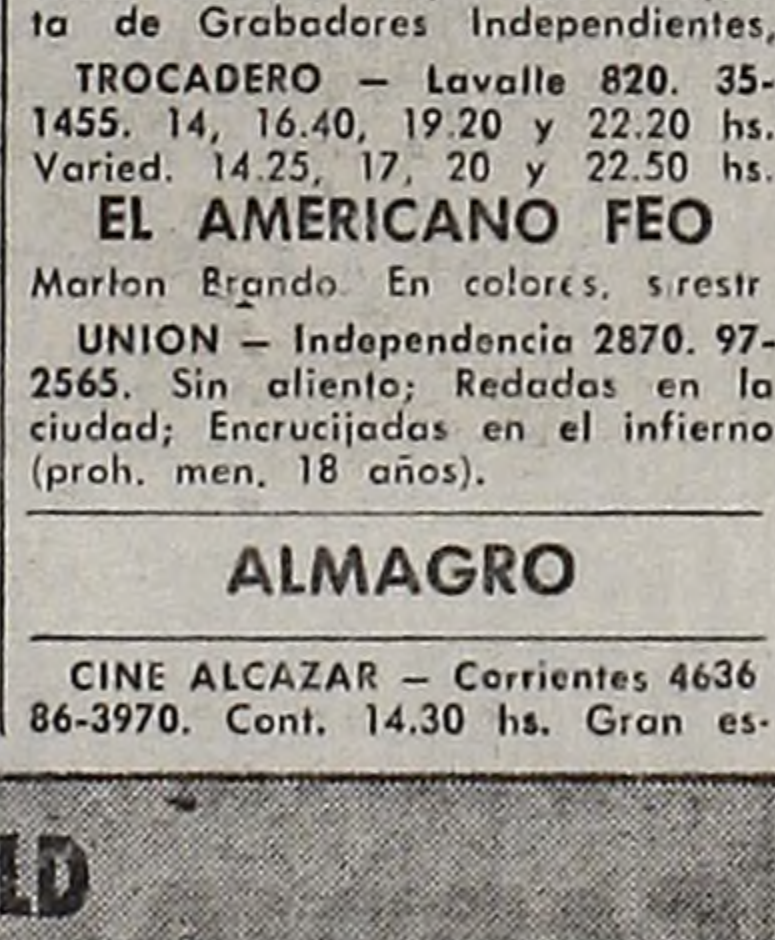 ta de Grabadores Independientes,
TROCADERO — Lavalle 820. 35-
1455. 14, 16.40, 19.20 y 22.20 hs.
Varied. 14.25, 17, 20 y 22.50 hs.
EL AMERICANO FEO
Marlon Brando. En colores, s/restr
UNION — Independencia 2870. 97-
2565. Sin aliento; Redadas en la
ciudad; Encrucijadas en el infierno
(proh. men. 18 años).
ALMAGRO
CINE ALCAZAR — Corrientes 4636
86-3970. Cont. 14.30 hs. Gran es-
LD